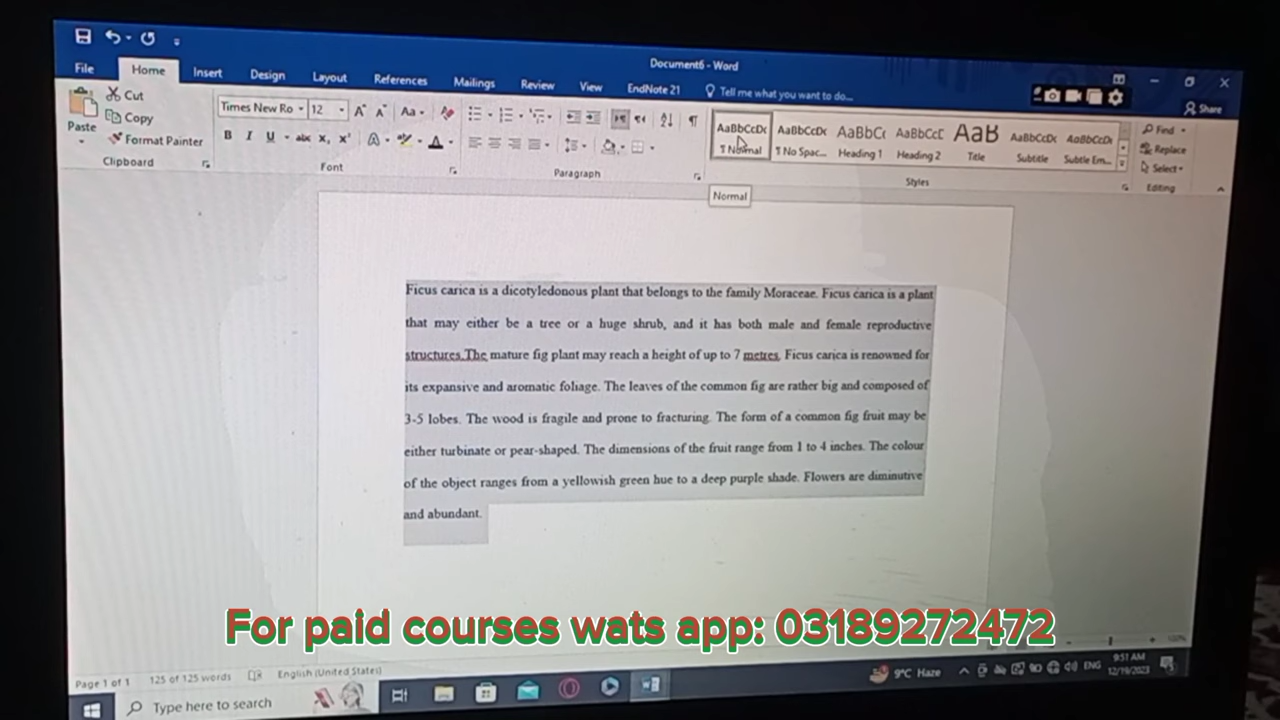 Document6 - Word
File Home Insert Design Layout References Mailings Review View EndNote 21 Tell me what you want to do...
Share
Paste
Cut
Copy
Format Painter
Clipboard
Times New Ro 12
Font
Paragraph
AaBbCcDc AaBbCcDc AaBbCc AaBbCcD AaB AaBbCcDc AaBbCcDc
¶ Normal ¶ No Spac... Heading 1 Heading 2 Title Subtitle Subtle Em...
Styles
Find
Replace
Select
Editing
Normal
Ficus carica is a dicotyledonous plant that belongs to the family Moraceae. Ficus carica is a plant
that may either be a tree or a huge shrub, and it has both male and female reproductive
structures.The mature fig plant may reach a height of up to 7 metres. Ficus carica is renowned for
its expansive and aromatic foliage. The leaves of the common fig are rather big and composed of
3-5 lobes. The wood is fragile and prone to fracturing. The form of a common fig fruit may be
either turbinate or pear-shaped. The dimensions of the fruit range from 1 to 4 inches. The colour
of the object ranges from a yellowish green hue to a deep purple shade. Flowers are diminutive
and abundant.
For paid courses wats app: 03189272472
Page 1 of 1 125 of 125 words English (United States)
Type here to search
9°C Haze
ENG
9:51 AM
12/19/2023